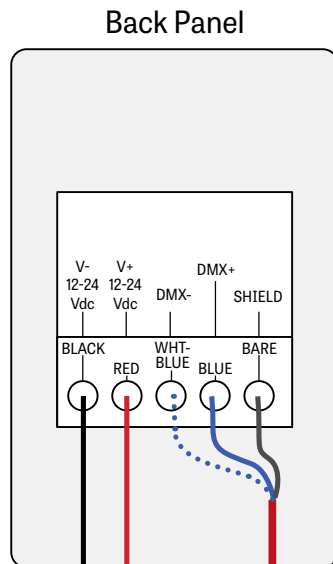 Back Panel
V-
12-24
Vdc
V+
12-24
Vdc
DMX-
DMX+
SHIELD
BLACK
RED
WHT-
BLUE
BLUE
BARE